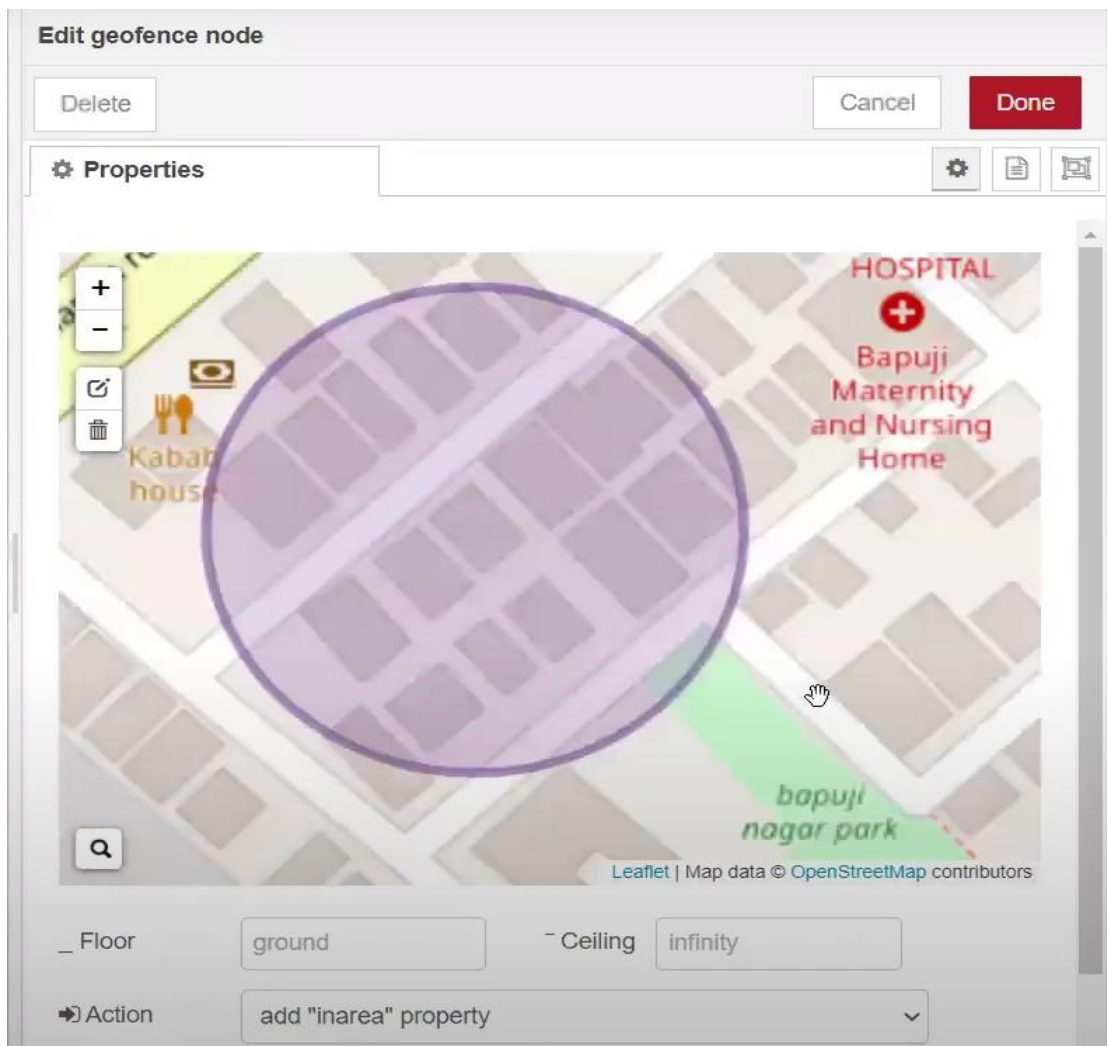 Edit geofence node
Delete
Cancel
Done
Properties
+
−
HOSPITAL
Bapuji
Maternity
and Nursing
Home
Kabab
house
bapuji
nagar park
Leaflet | Map data © OpenStreetMap contributors
_ Floor
ground
‾ Ceiling
infinity
Action
add "inarea" property